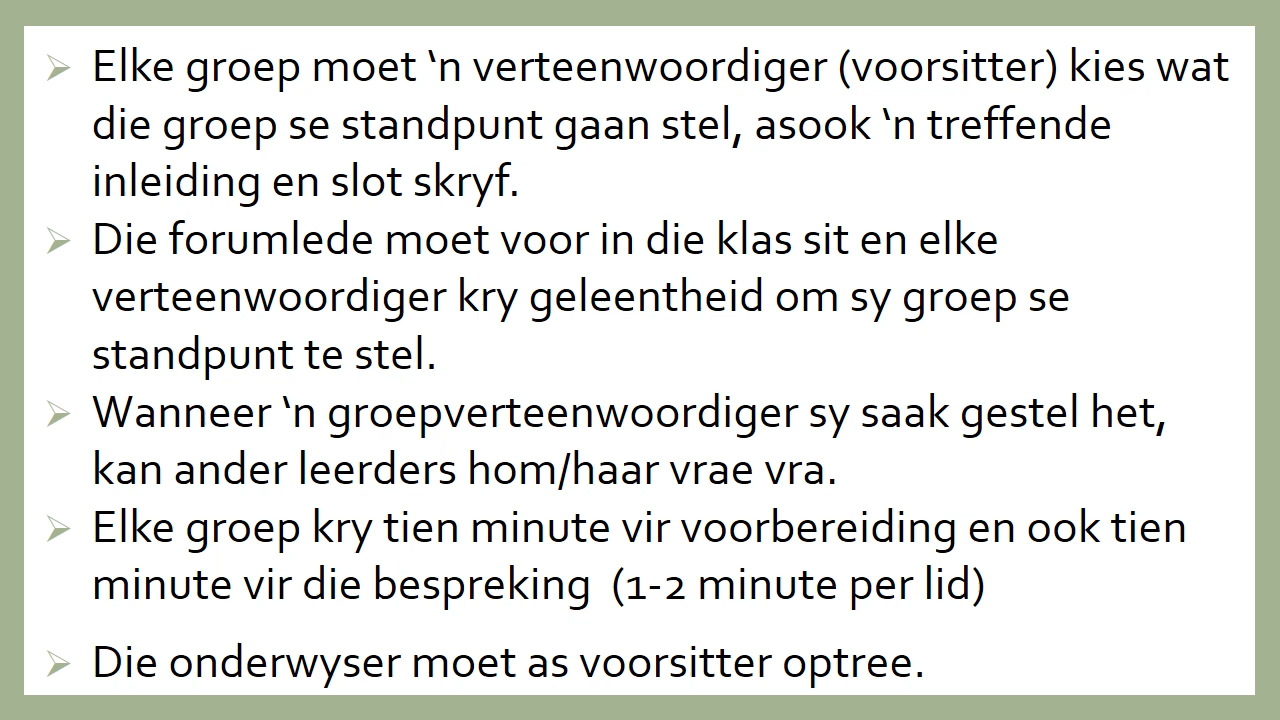 ➢ Elke groep moet ‘n verteenwoordiger (voorsitter) kies wat
die groep se standpunt gaan stel, asook ‘n treffende
inleiding en slot skryf.
➢ Die forumlede moet voor in die klas sit en elke
verteenwoordiger kry geleentheid om sy groep se
standpunt te stel.
➢ Wanneer ‘n groepverteenwoordiger sy saak gestel het,
kan ander leerders hom/haar vrae vra.
➢ Elke groep kry tien minute vir voorbereiding en ook tien
minute vir die bespreking (1-2 minute per lid)
➢ Die onderwyser moet as voorsitter optree.